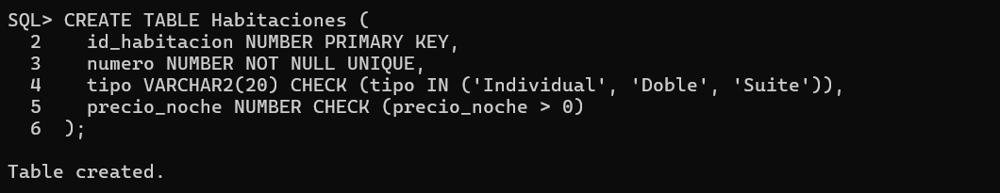 SQL> CREATE TABLE Habitaciones (
  2    id_habitacion NUMBER PRIMARY KEY,
  3    numero NUMBER NOT NULL UNIQUE,
  4    tipo VARCHAR2(20) CHECK (tipo IN ('Individual', 'Doble', 'Suite')),
  5    precio_noche NUMBER CHECK (precio_noche > 0)
  6  );
Table created.